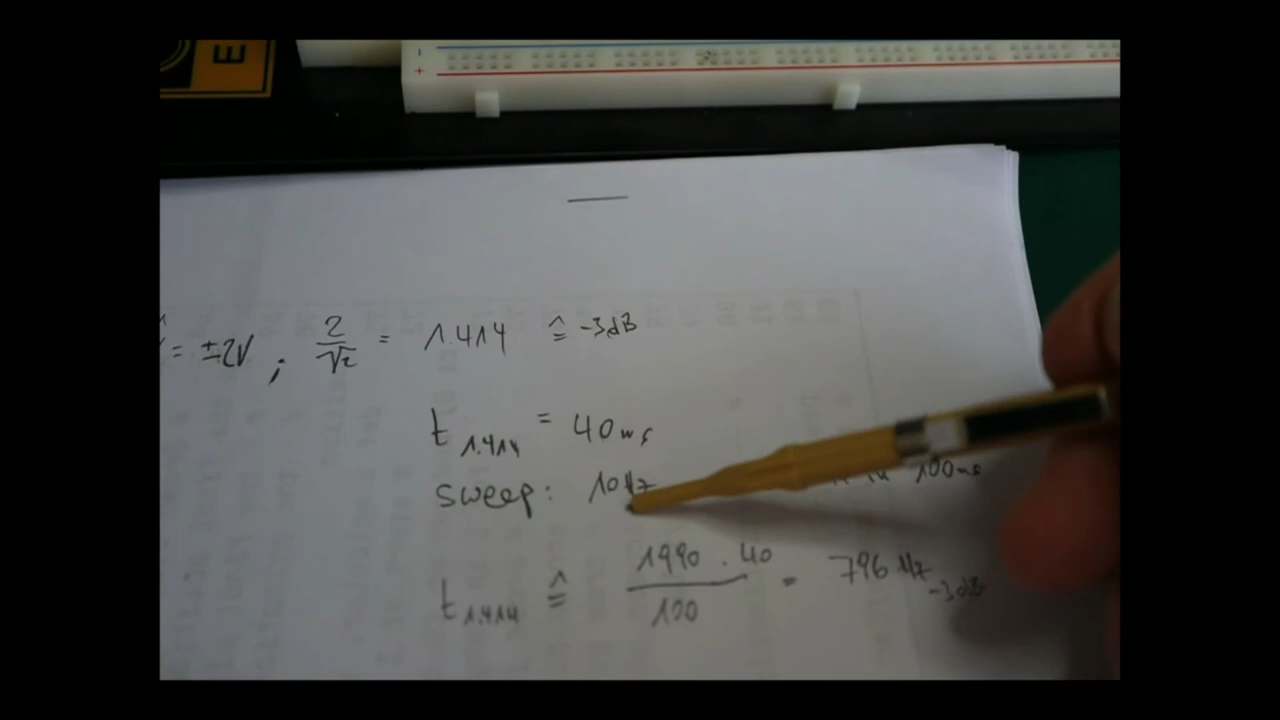 E
= ±2V ; 2/√2 = 1.414 ≙ -3dB
t1.414 = 40ms
sweep: 10Hz 100ms
t1.414 ≙ 1990 . 40 / 100 = 796 Hz -3dB